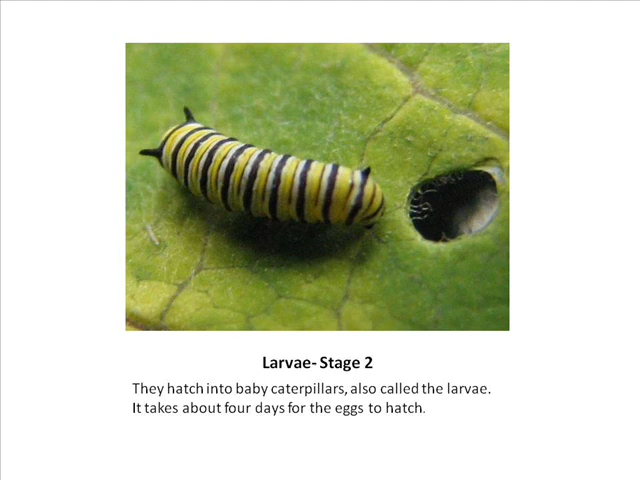 Larvae- Stage 2
They hatch into baby caterpillars, also called the larvae.
It takes about four days for the eggs to hatch.